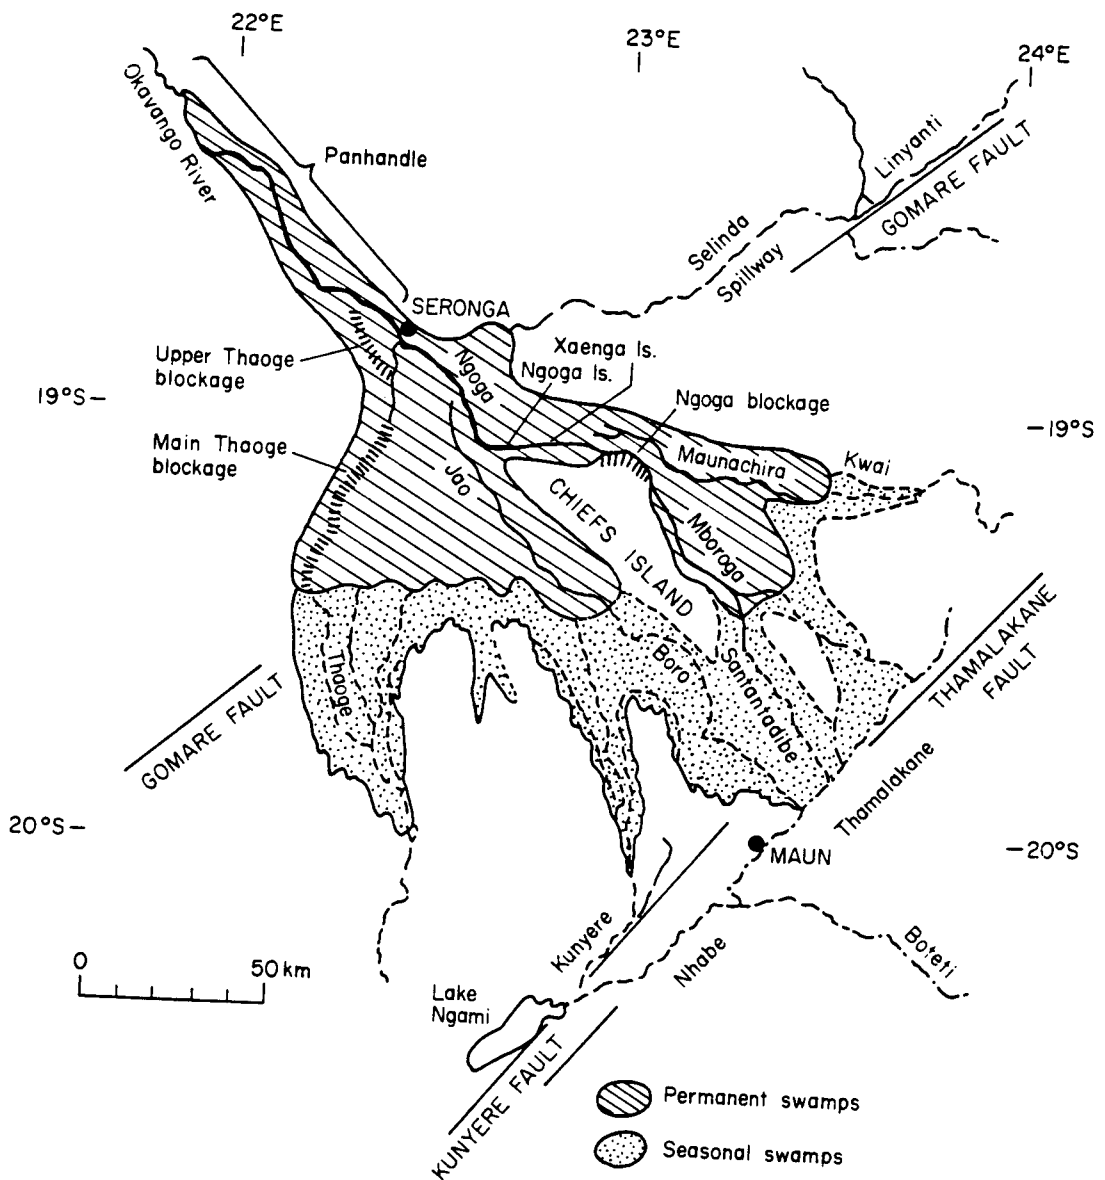 22°E
23°E
24°E
Okavango River
Panhandle
Linyanti
GOMARE FAULT
Selinda
Spillway
SERONGA
Upper Thaoge
blockage
Ngoga
Xaenga Is.
Ngoga Is.
Ngoga blockage
19°S
19°S
Main Thaoge
blockage
Jao
Maunachira
Kwai
CHIEFS ISLAND
Mboroga
Thaoge
Boro
Santantadibe
THAMALAKANE
FAULT
GOMARE FAULT
Thamalakane
20°S
20°S
MAUN
Kunyere
Nhabe
Boteti
0 50 km
Lake
Ngami
KUNYERE FAULT
Permanent swamps
Seasonal swamps